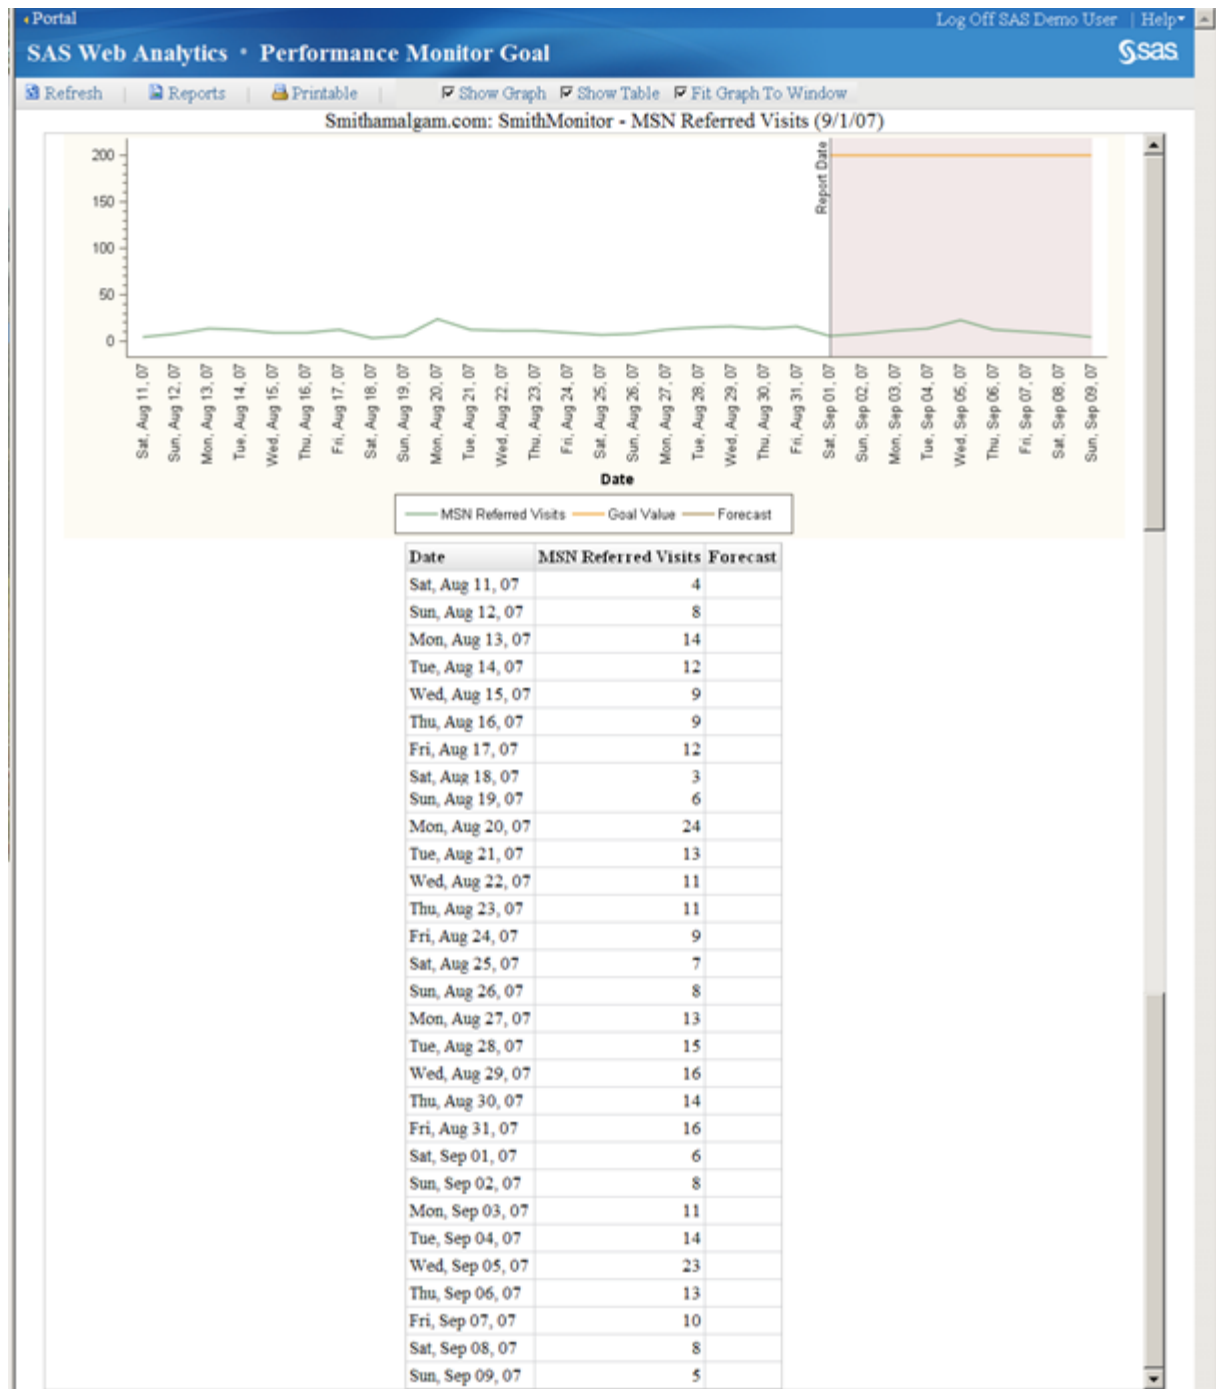 Portal Log Off SAS Demo User | Help
SAS Web Analytics • Performance Monitor Goal sas
Refresh | Reports | Printable | Show Graph Show Table Fit Graph To Window
Smithamalgam.com: SmithMonitor - MSN Referred Visits (9/1/07)
200
150
100
50
0
Report Date
Sat, Aug 11, 07
Sun, Aug 12, 07
Mon, Aug 13, 07
Tue, Aug 14, 07
Wed, Aug 15, 07
Thu, Aug 16, 07
Fri, Aug 17, 07
Sat, Aug 18, 07
Sun, Aug 19, 07
Mon, Aug 20, 07
Tue, Aug 21, 07
Wed, Aug 22, 07
Thu, Aug 23, 07
Fri, Aug 24, 07
Sat, Aug 25, 07
Sun, Aug 26, 07
Mon, Aug 27, 07
Tue, Aug 28, 07
Wed, Aug 29, 07
Thu, Aug 30, 07
Fri, Aug 31, 07
Sat, Sep 01, 07
Sun, Sep 02, 07
Mon, Sep 03, 07
Tue, Sep 04, 07
Wed, Sep 05, 07
Thu, Sep 06, 07
Fri, Sep 07, 07
Sat, Sep 08, 07
Sun, Sep 09, 07
Date
MSN Referred Visits Goal Value Forecast
Date MSN Referred Visits Forecast
Sat, Aug 11, 07 4
Sun, Aug 12, 07 8
Mon, Aug 13, 07 14
Tue, Aug 14, 07 12
Wed, Aug 15, 07 9
Thu, Aug 16, 07 9
Fri, Aug 17, 07 12
Sat, Aug 18, 07 3
Sun, Aug 19, 07 6
Mon, Aug 20, 07 24
Tue, Aug 21, 07 13
Wed, Aug 22, 07 11
Thu, Aug 23, 07 11
Fri, Aug 24, 07 9
Sat, Aug 25, 07 7
Sun, Aug 26, 07 8
Mon, Aug 27, 07 13
Tue, Aug 28, 07 15
Wed, Aug 29, 07 16
Thu, Aug 30, 07 14
Fri, Aug 31, 07 16
Sat, Sep 01, 07 6
Sun, Sep 02, 07 8
Mon, Sep 03, 07 11
Tue, Sep 04, 07 14
Wed, Sep 05, 07 23
Thu, Sep 06, 07 13
Fri, Sep 07, 07 10
Sat, Sep 08, 07 8
Sun, Sep 09, 07 5